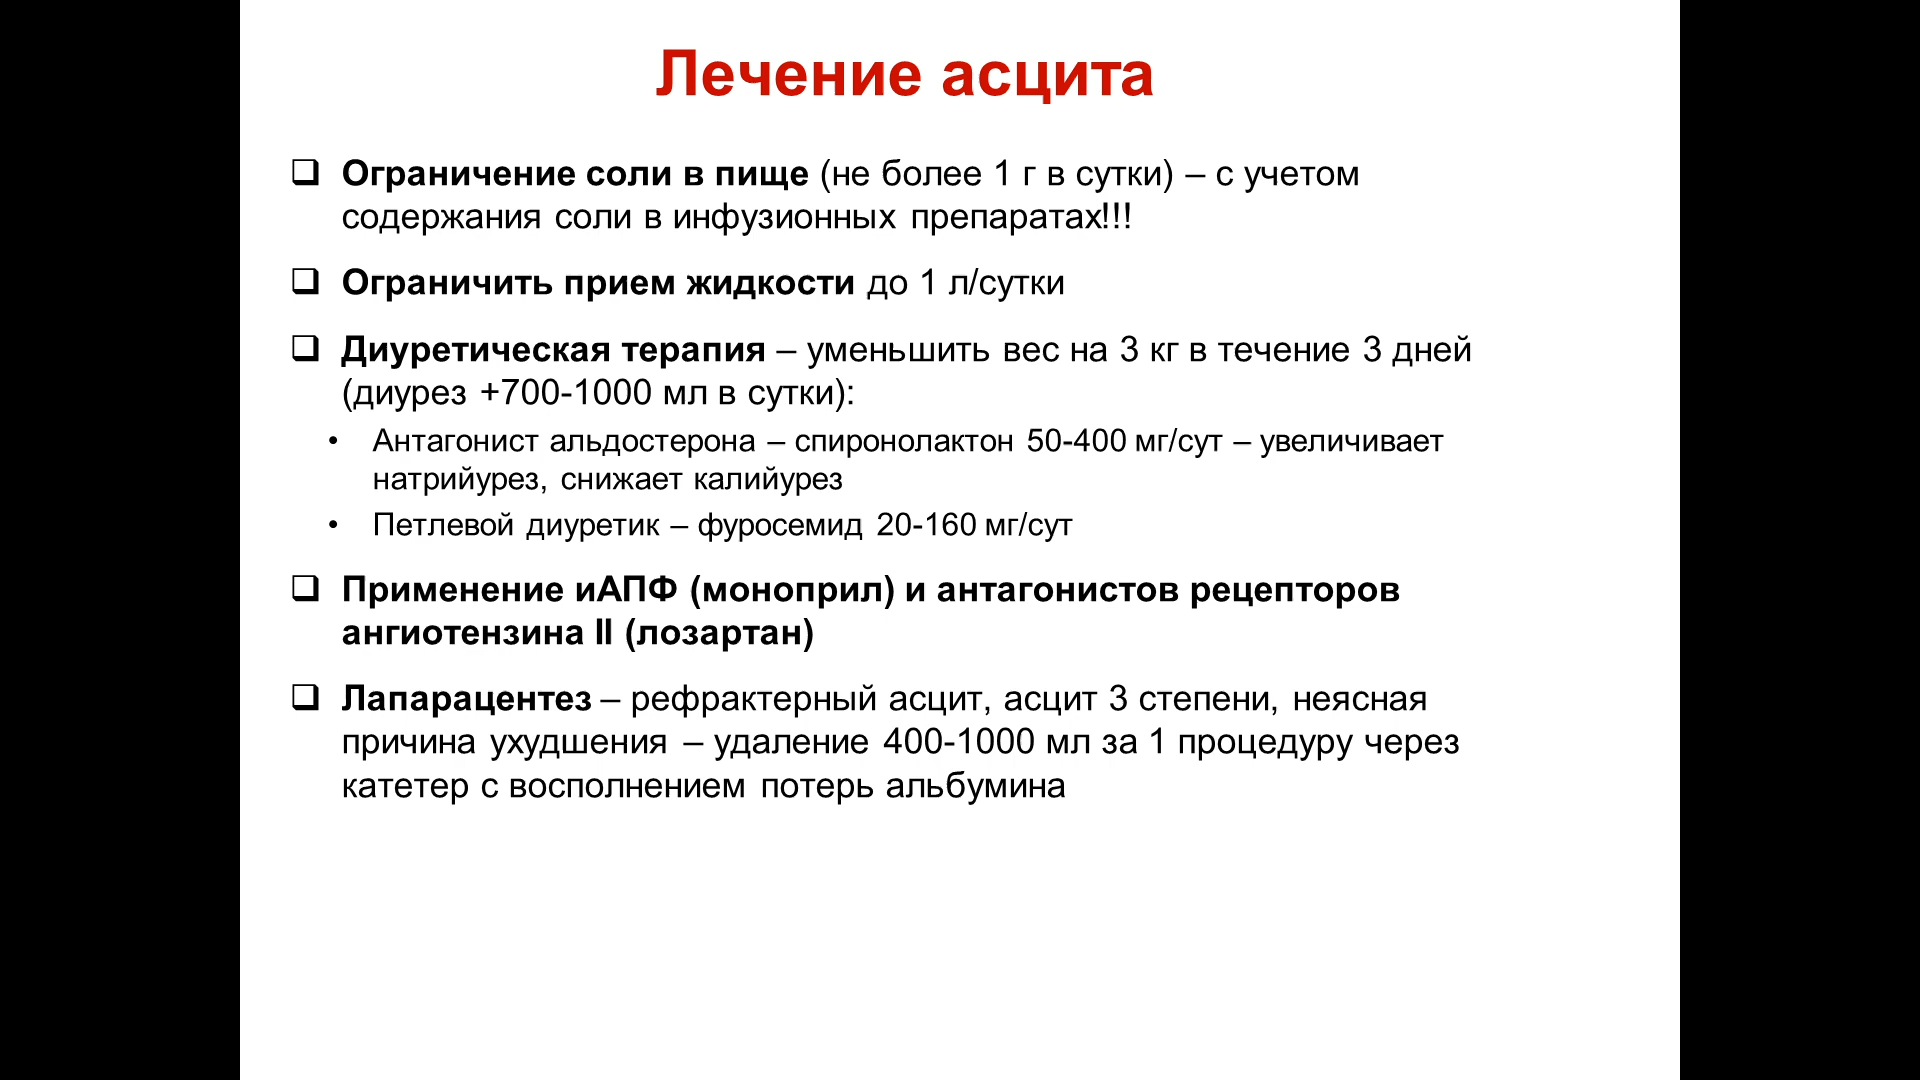 Лечение асцита
❑ Ограничение соли в пище (не более 1 г в сутки) – с учетом
содержания соли в инфузионных препаратах!!!
❑ Ограничить прием жидкости до 1 л/сутки
❑ Диуретическая терапия – уменьшить вес на 3 кг в течение 3 дней
(диурез +700-1000 мл в сутки):
• Антагонист альдостерона – спиронолактон 50-400 мг/сут – увеличивает
натрийурез, снижает калийурез
• Петлевой диуретик – фуросемид 20-160 мг/сут
❑ Применение иАПФ (моноприл) и антагонистов рецепторов
ангиотензина II (лозартан)
❑ Лапарацентез – рефрактерный асцит, асцит 3 степени, неясная
причина ухудшения – удаление 400-1000 мл за 1 процедуру через
катетер с восполнением потерь альбумина